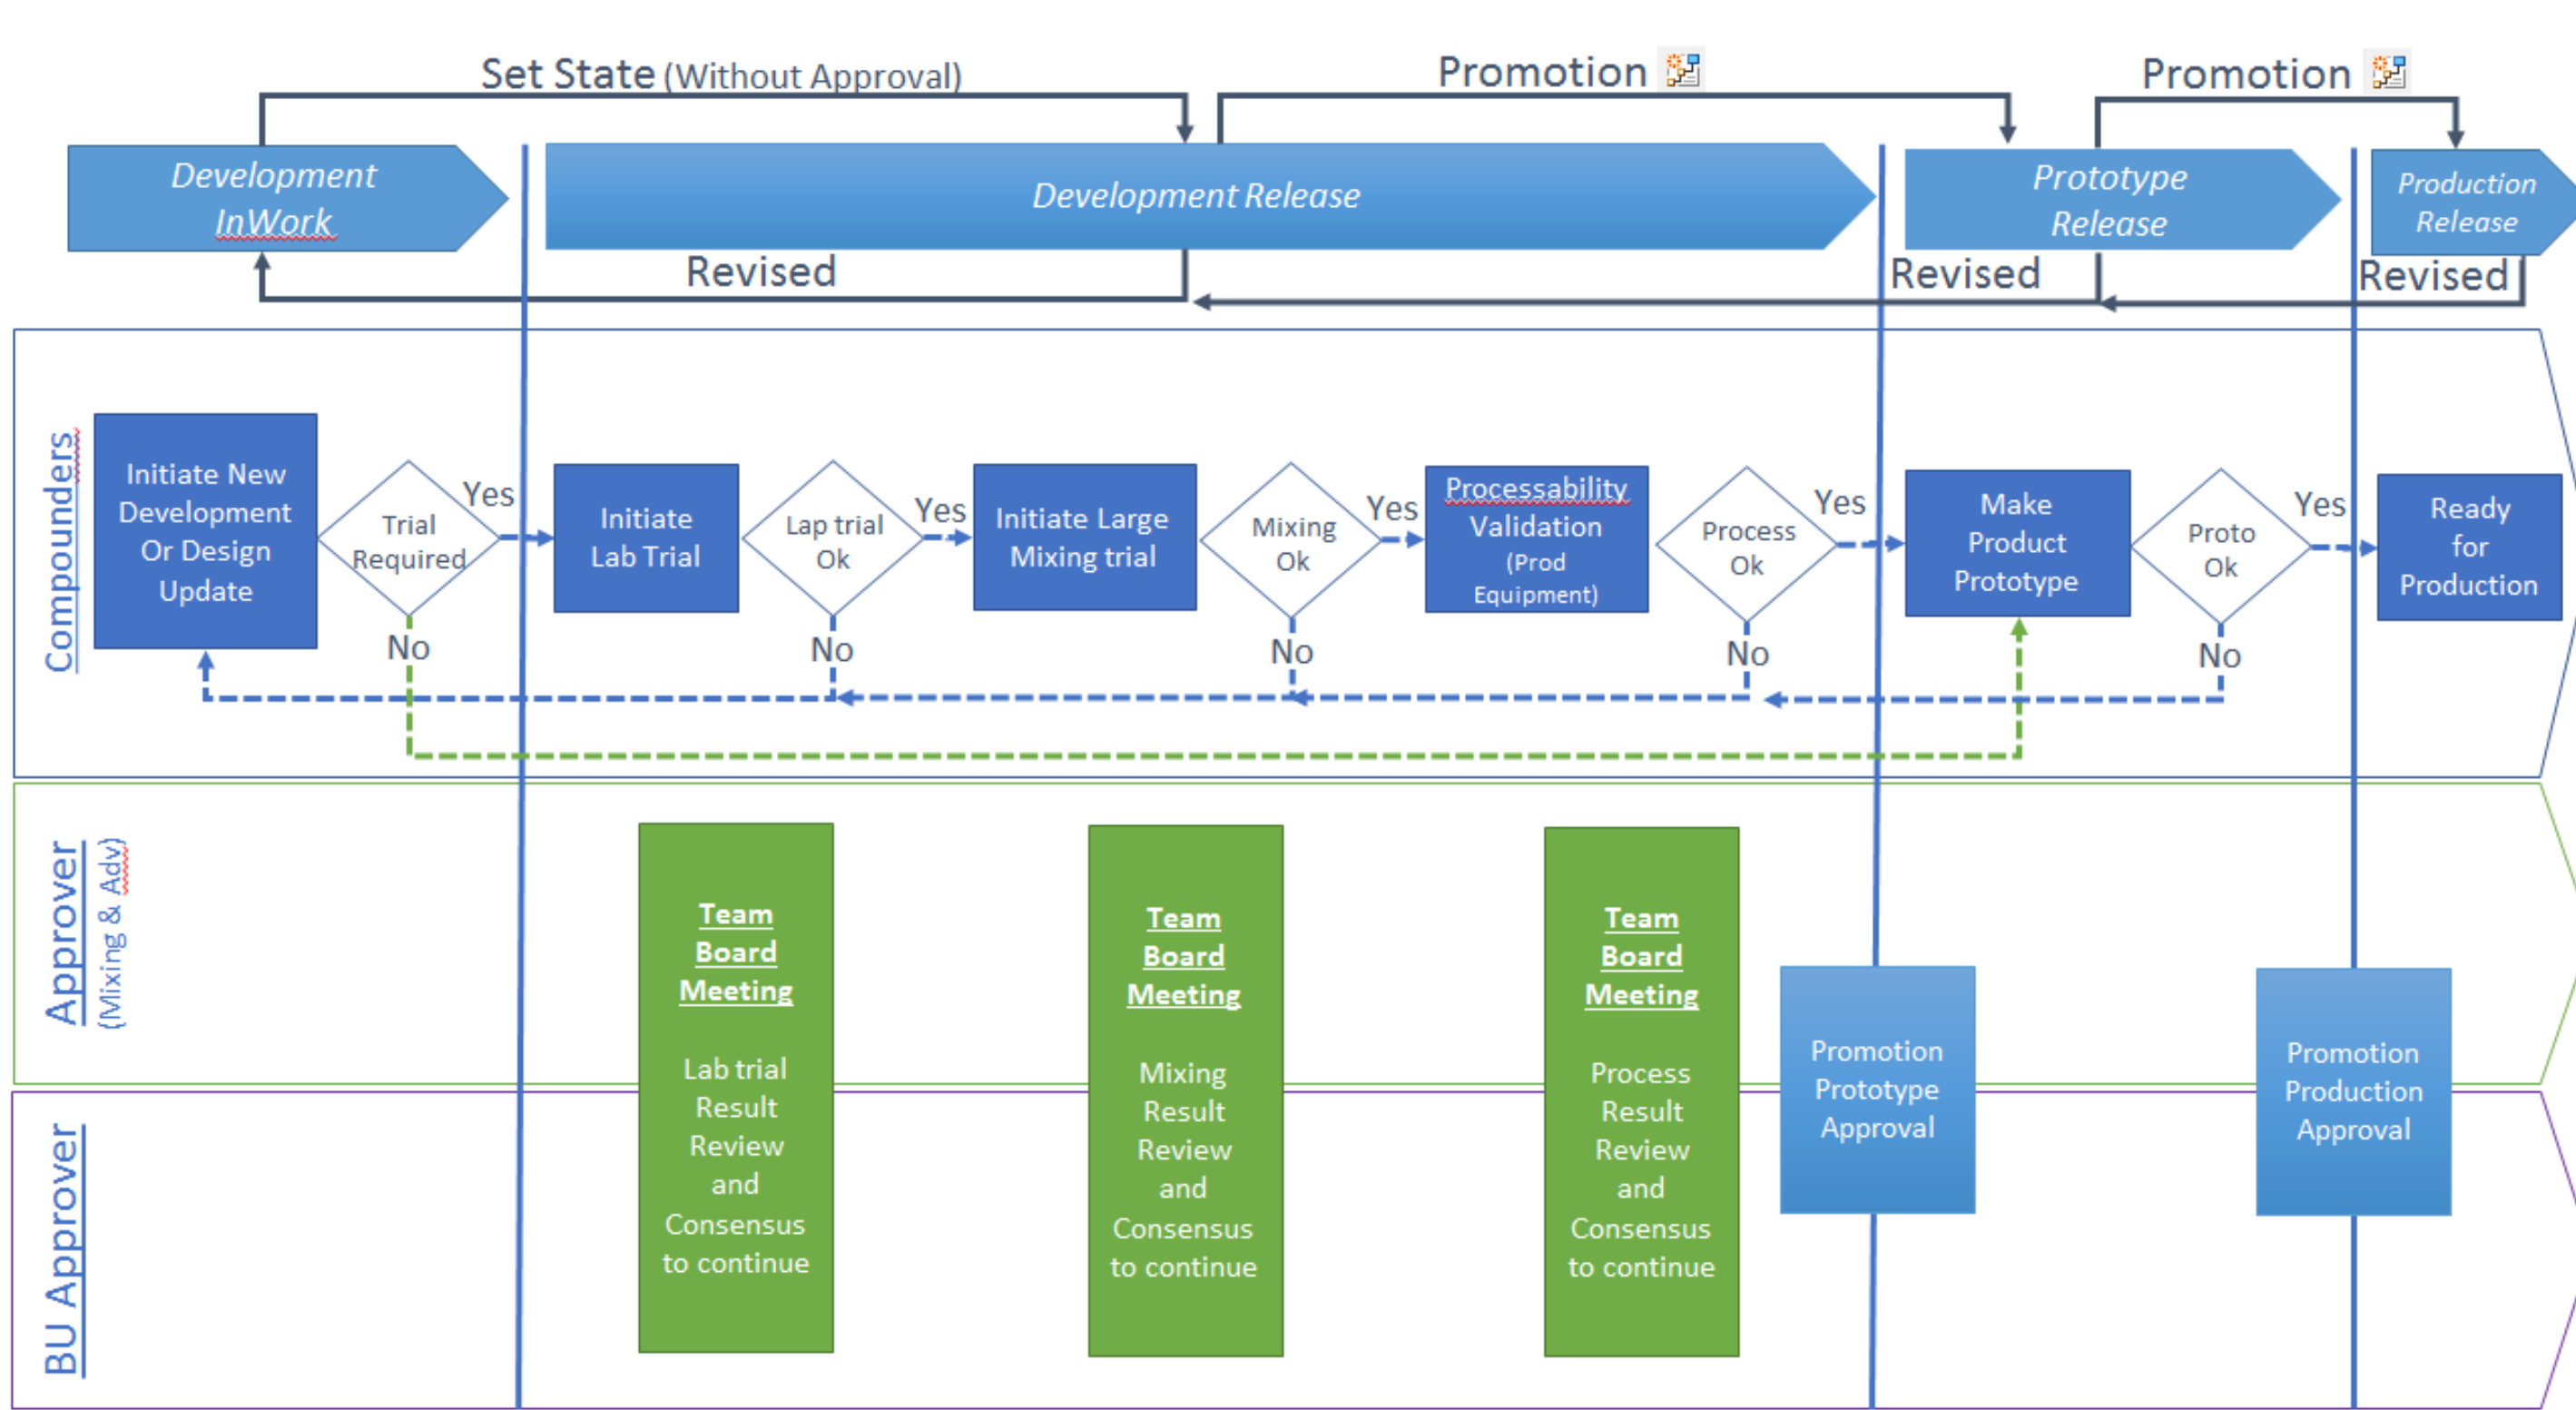 Set State (Without Approval)
Promotion
Promotion
Development
InWork
Development Release
Prototype
Release
Production
Release
Revised
Revised
Revised
Compounders
Initiate New
Development
Or Design
Update
Trial
Required
Yes
No
Initiate
Lab Trial
Lap trial
Ok
Yes
No
Initiate Large
Mixing trial
Mixing
Ok
Yes
No
Processability
Validation
(Prod
Equipment)
Process
Ok
Yes
No
Make
Product
Prototype
Proto
Ok
Yes
No
Ready
for
Production
Approver
(Mixing & Adv)
BU Approver
Team
Board
Meeting
Lab trial
Result
Review
and
Consensus
to continue
Team
Board
Meeting
Mixing
Result
Review
and
Consensus
to continue
Team
Board
Meeting
Process
Result
Review
and
Consensus
to continue
Promotion
Prototype
Approval
Promotion
Production
Approval